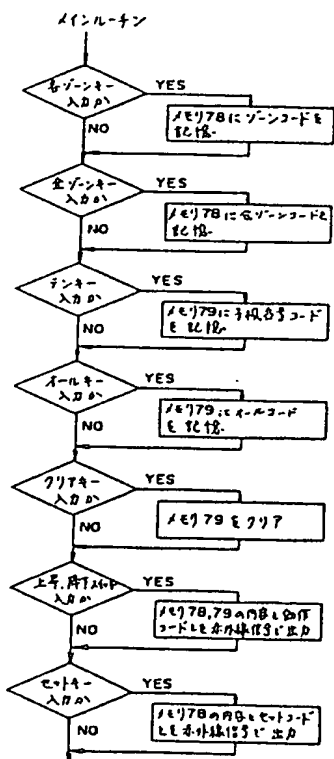 メインルーチン
各ゾーンキー
入力か
YES
メモリ78にゾーンコードを
記憶
NO
全ゾーンキー
入力か
YES
メモリ78に全ゾーンコードを
記憶
NO
テンキー
入力か
YES
メモリ79に手段番号コード
を記憶
NO
オールキー
入力か
YES
メモリ79にオールコード
を記憶
NO
クリアキー
入力か
YES
メモリ79をクリア
NO
上昇,降下スイッチ
入力か
YES
メモリ78,79の内容と動作
コードとを赤外線信号で出力
NO
セットキー
入力か
YES
メモリ78の内容とセットコード
とを赤外線信号で出力
NO